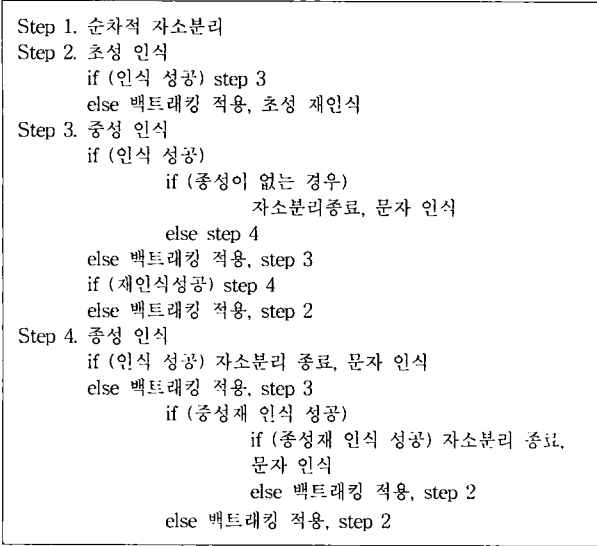 Step 1. 순차적 자소분리
Step 2. 초성 인식
if (인식 성공) step 3
else 백트래킹 적용, 초성 재인식
Step 3. 중성 인식
if (인식 성공)
if (종성이 없는 경우)
자소분리종료, 문자 인식
else step 4
else 백트래킹 적용, step 3
if (재인식성공) step 4
else 백트래킹 적용, step 2
Step 4. 종성 인식
if (인식 성공) 자소분리 종료, 문자 인식
else 백트래킹 적용, step 3
if (중성재 인식 성공)
if (종성재 인식 성공) 자소분리 종료,
문자 인식
else 백트래킹 적용, step 2
else 백트래킹 적용, step 2